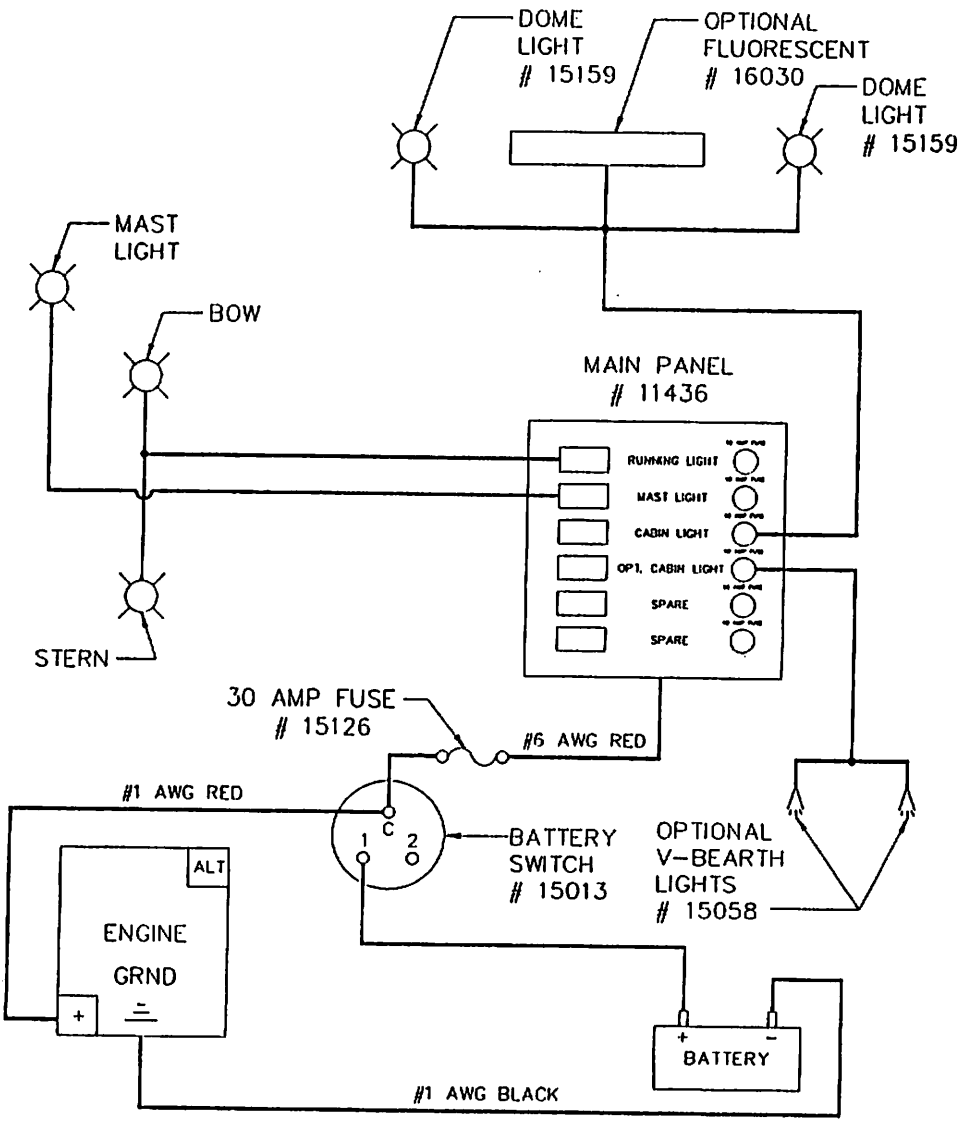 DOME
LIGHT
# 15159
OPTIONAL
FLUORESCENT
# 16030
DOME
LIGHT
# 15159
MAST
LIGHT
BOW
MAIN PANEL
# 11436
RUNNING LIGHT
MAST LIGHT
CABIN LIGHT
OPT. CABIN LIGHT
SPARE
SPARE
STERN
30 AMP FUSE
# 15126
#6 AWG RED
#1 AWG RED
C
1 2
BATTERY
SWITCH
# 15013
OPTIONAL
V-BEARTH
LIGHTS
# 15058
ALT
ENGINE
GRND
+
+ -
BATTERY
#1 AWG BLACK